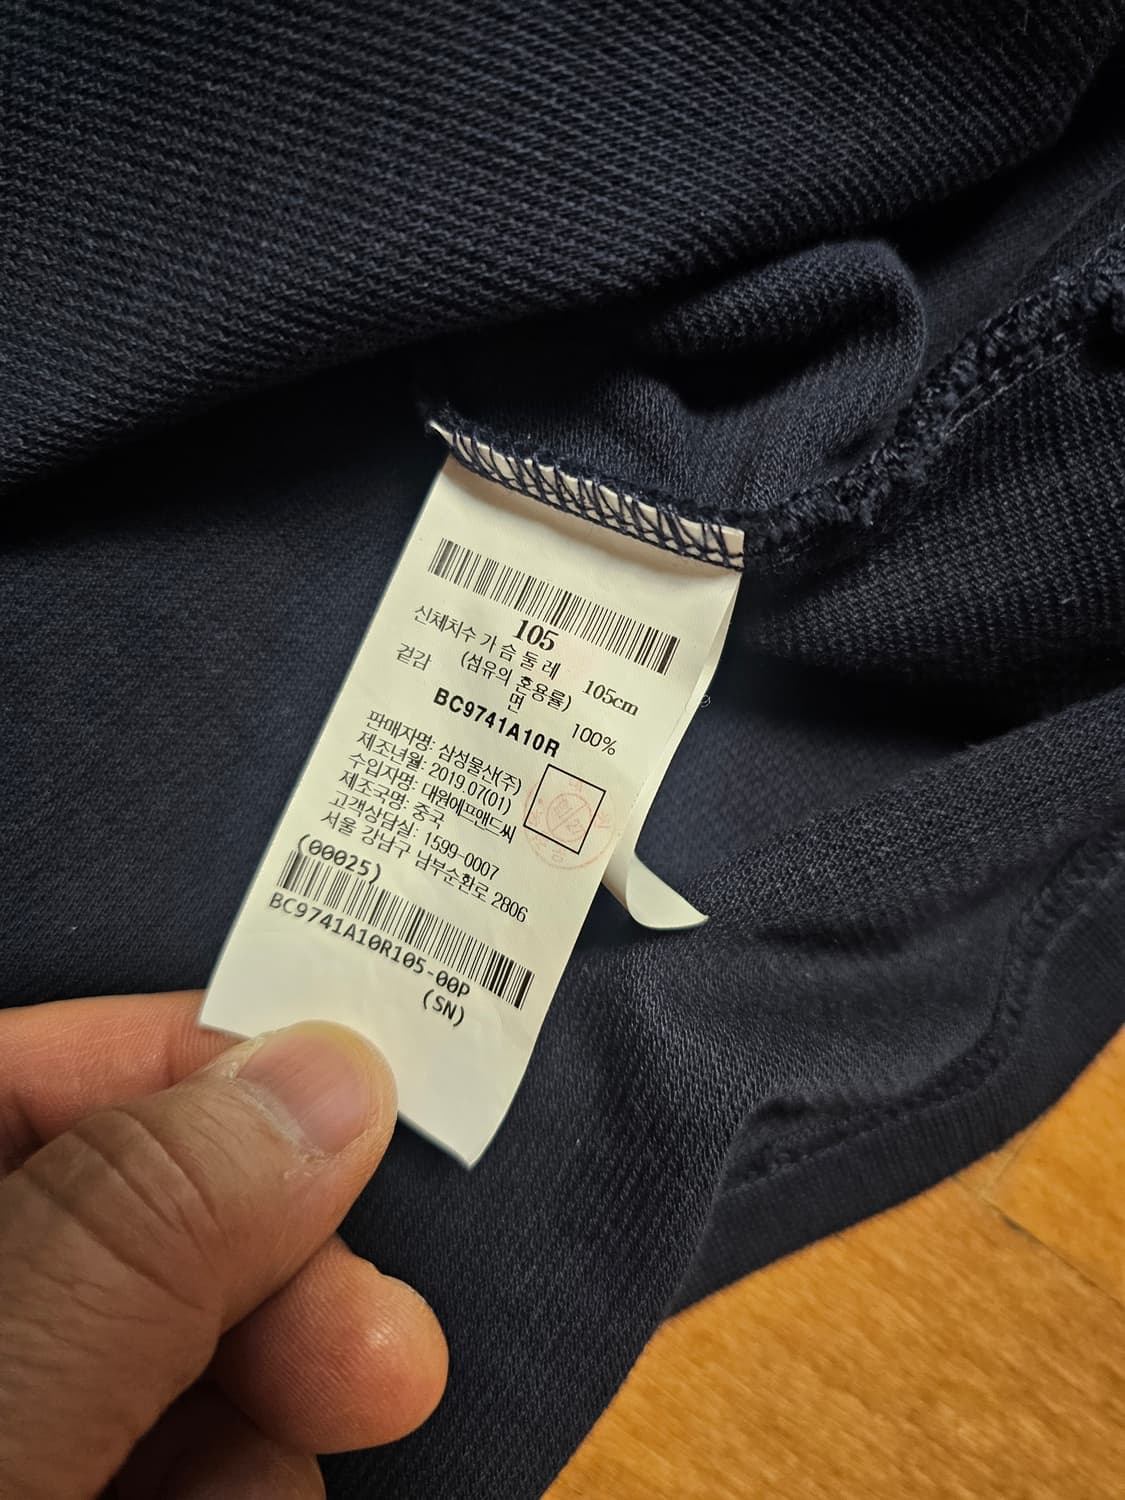 105
신체치수 가슴둘레 105cm
(섬유의 혼용률)
겉감 면 100%
BC9741A10R
판매자명: 삼성물산(주)
제조년월: 2019.07(01)
수입자명: 대원에프앤드씨
제조국명: 중국
고객상담실: 1599-0007
서울 강남구 남부순환로 2806
(00025)
BC9741A10R105-00P
(SN)